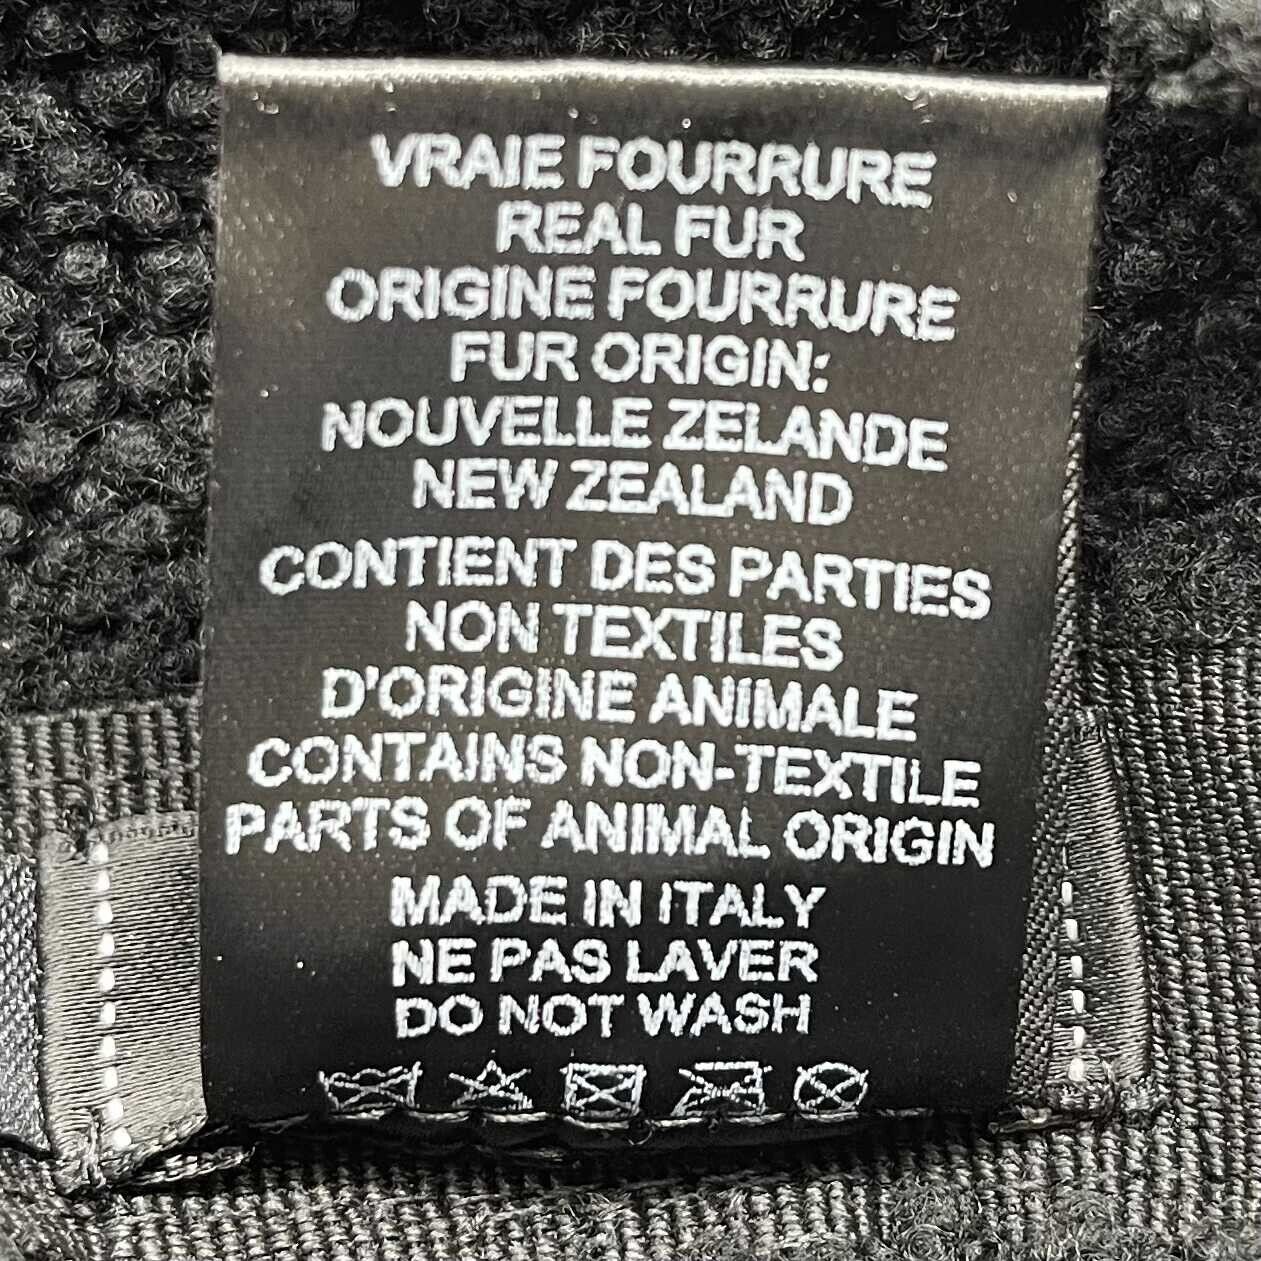 VRAIE FOURRURE
REAL FUR
ORIGINE FOURRURE
FUR ORIGIN:
NOUVELLE ZELANDE
NEW ZEALAND
CONTIENT DES PARTIES
NON TEXTILES
D'ORIGINE ANIMALE
CONTAINS NON-TEXTILE
PARTS OF ANIMAL ORIGIN
MADE IN ITALY
NE PAS LAVER
DO NOT WASH